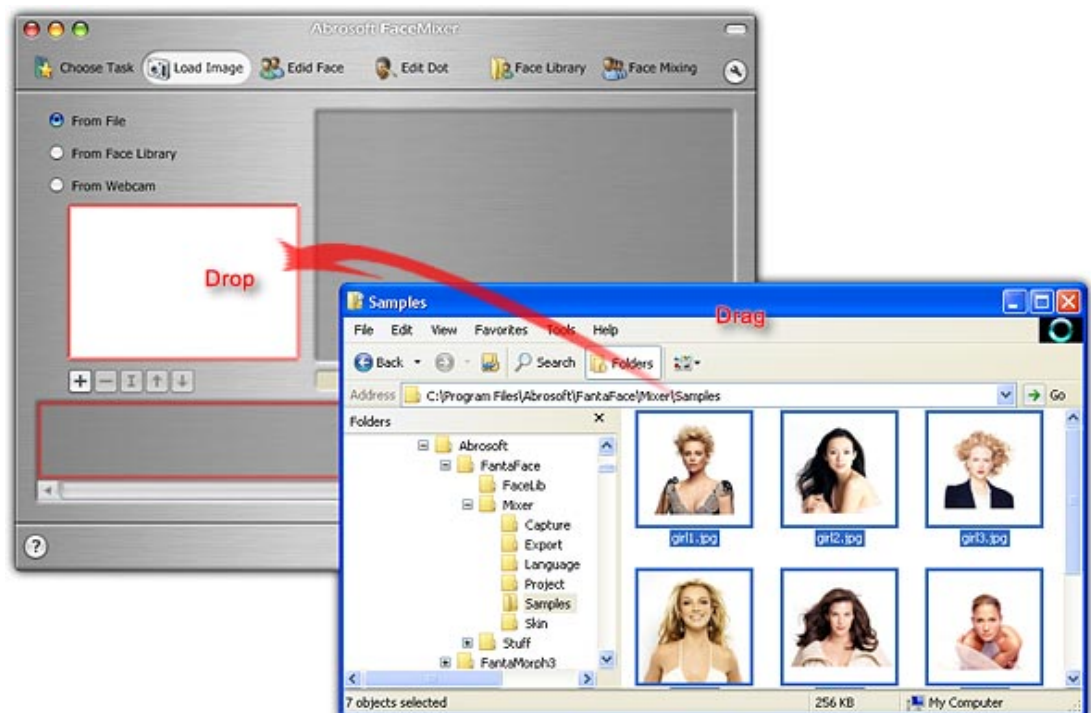 Abrosoft FaceMixer
Choose Task Load Image Edid Face Edit Dot Face Library Face Mixing
From File
From Face Library
From Webcam
Drop
Samples
Drag
File Edit View Favorites Tools Help
Back Search Folders
Address C:\Program Files\Abrosoft\FantaFace\Mixer\Samples Go
Folders
Abrosoft
FantaFace
FaceLib
Mixer
Capture
Export
Language
Project
Samples
Skin
Stuff
FantaMorph3
girl1.jpg girl2.jpg girl3.jpg
7 objects selected 256 KB My Computer